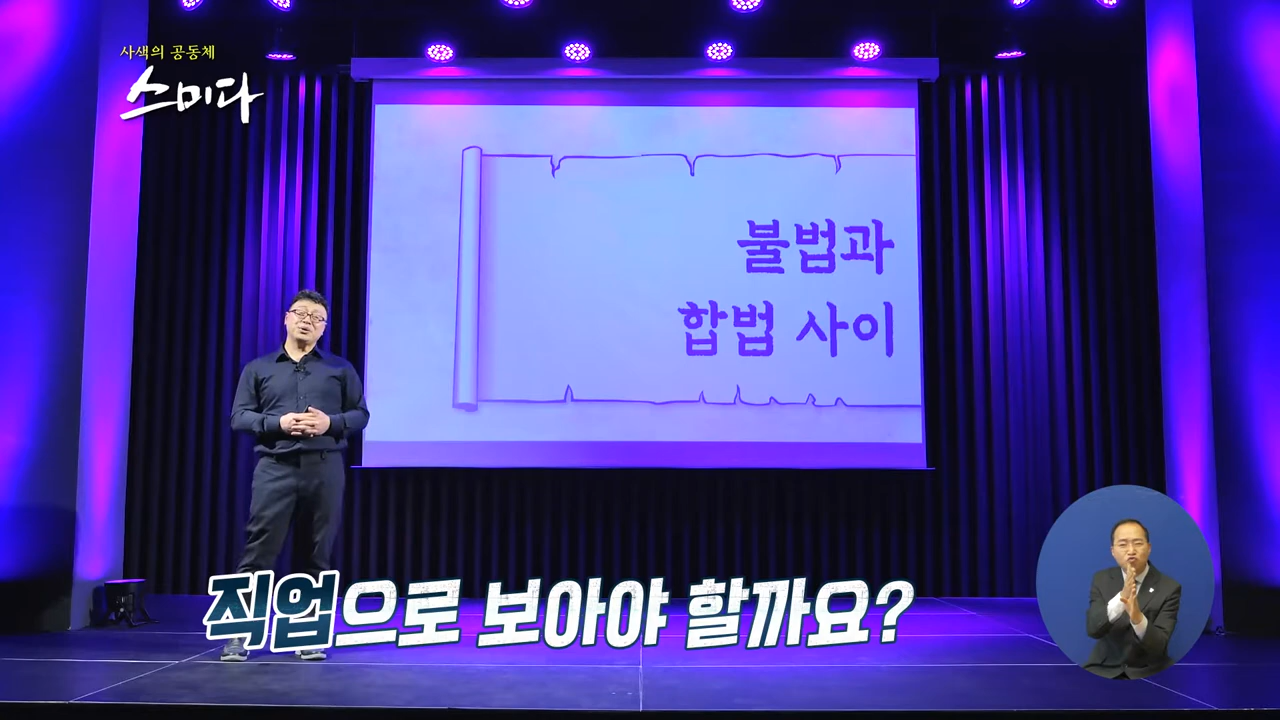 사색의 공동체
스미다
불법과
합법 사이
직업으로 보아야 할까요?